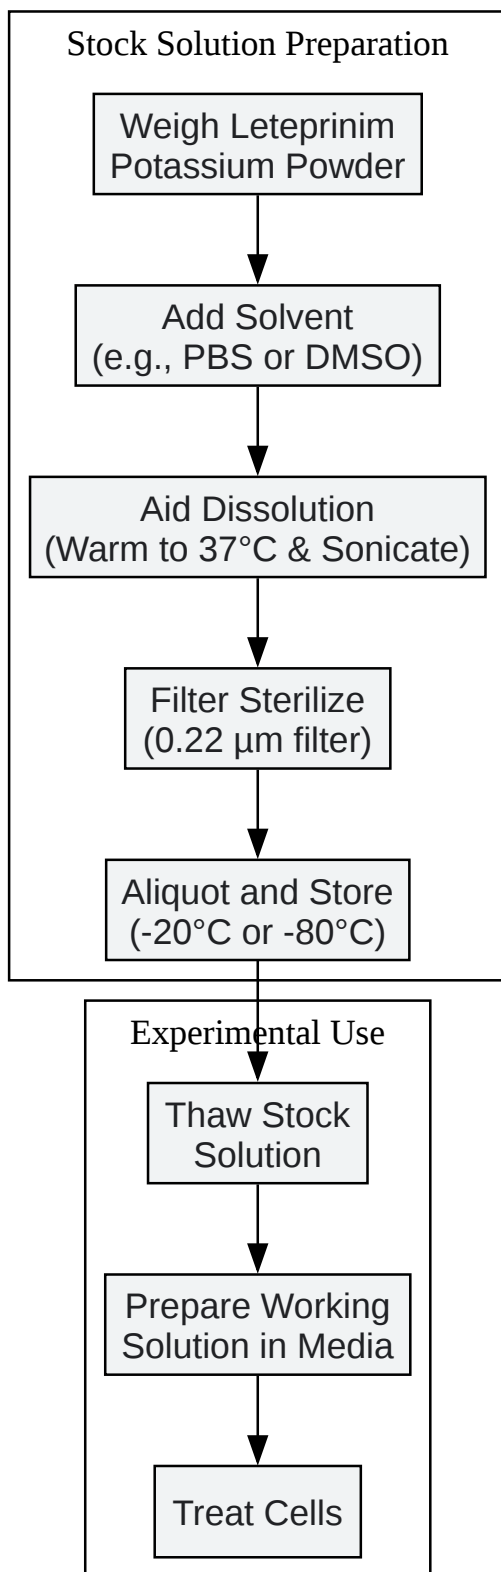 Stock Solution Preparation
Weigh Leteprinim
Potassium Powder
Add Solvent
(e.g., PBS or DMSO)
Aid Dissolution
(Warm to 37°C & Sonicate)
Filter Sterilize
(0.22 µm filter)
Aliquot and Store
(-20°C or -80°C)
Experimental Use
Thaw Stock
Solution
Prepare Working
Solution in Media
Treat Cells